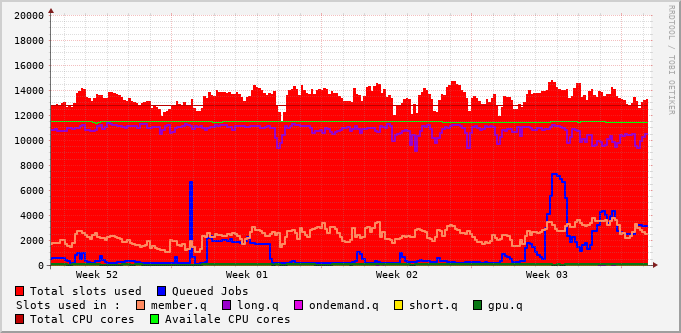 20000
18000
16000
14000
12000
10000
8000
6000
4000
2000
0
Week 52 Week 01 Week 02 Week 03
RRDTOOL / TOBI OETIKER
Total slots used Queued Jobs
Slots used in : member.q long.q ondemand.q short.q gpu.q
Total CPU cores Availale CPU cores